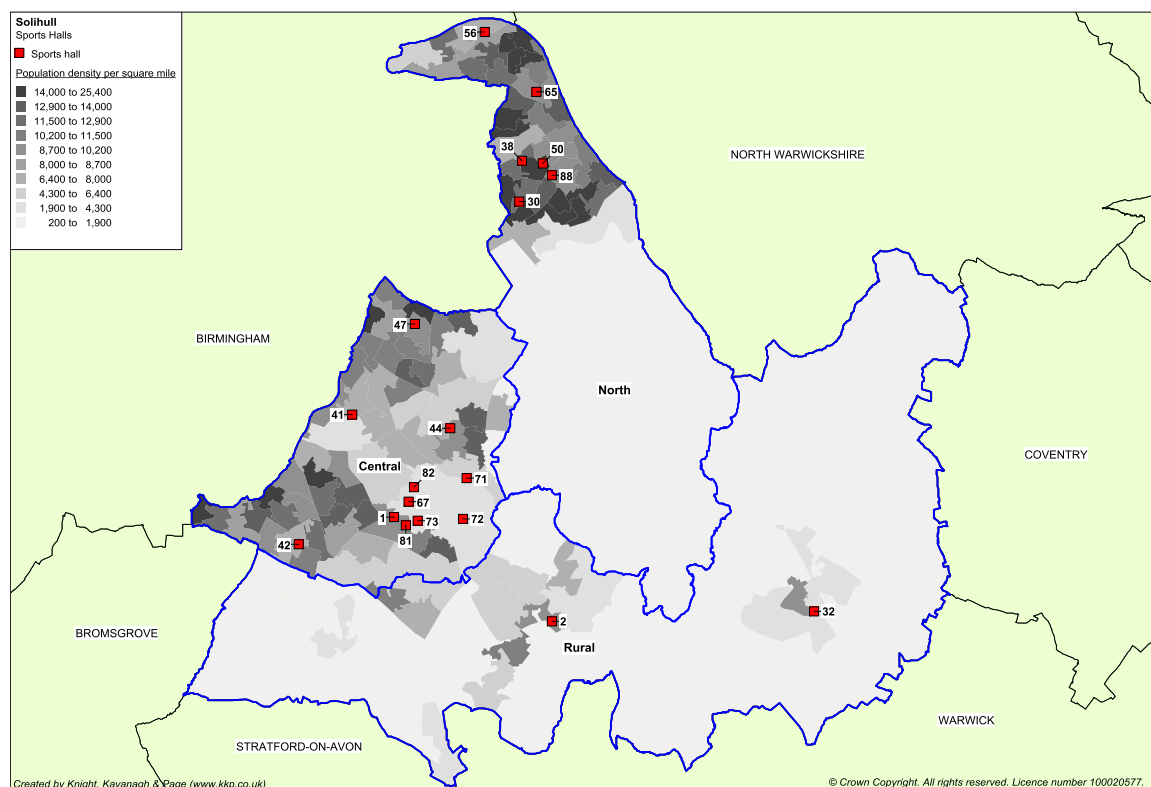 Solihull
Sports Halls
Sports hall
Population density per square mile
14,000 to 25,400
12,900 to 14,000
11,500 to 12,900
10,200 to 11,500
8,700 to 10,200
8,000 to 8,700
6,400 to 8,000
4,300 to 6,400
1,900 to 4,300
200 to 1,900
56
65
38
50
NORTH WARWICKSHIRE
88
30
47
BIRMINGHAM
North
41
44
COVENTRY
Central
82
71
67
1
73
72
81
42
32
2
BROMSGROVE
Rural
WARWICK
STRATFORD-ON-AVON
Created by Knight, Kavanagh & Page (www.kkp.co.uk)
© Crown Copyright. All rights reserved. Licence number 100020577.